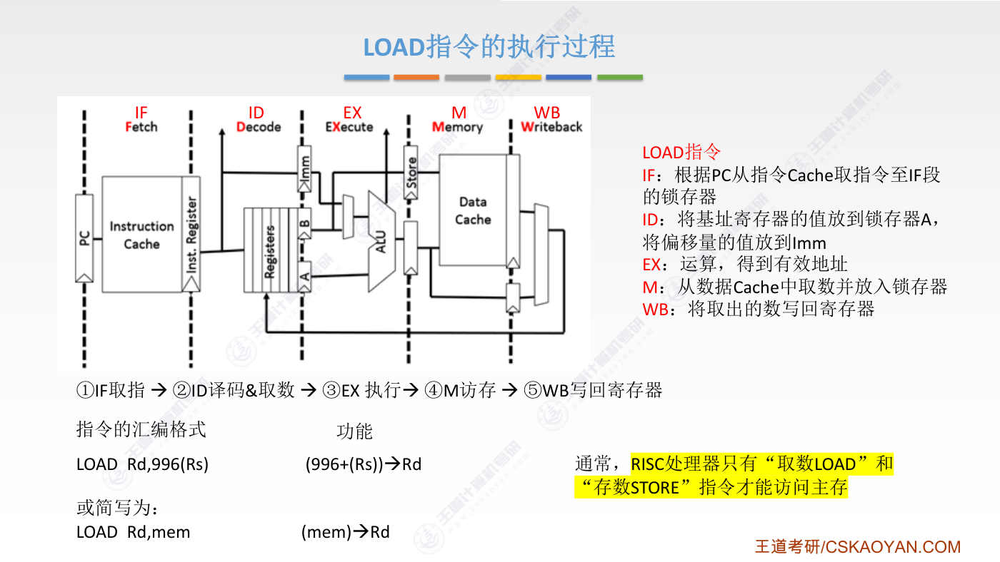 LOAD指令的执行过程
IF
Fetch
ID
Decode
EX
EXecute
M
Memory
WB
Writeback
PC
Instruction
Cache
Inst. Register
Registers
Imm
B
A
ALU
Store
Data
Cache
LOAD指令
IF：根据PC从指令Cache取指令至IF段
的锁存器
ID：将基址寄存器的值放到锁存器A，
将偏移量的值放到Imm
EX：运算，得到有效地址
M：从数据Cache中取数并放入锁存器
WB：将取出的数写回寄存器
①IF取指 → ②ID译码&取数 → ③EX 执行→ ④M访存 → ⑤WB写回寄存器
指令的汇编格式 功能
LOAD Rd,996(Rs) (996+(Rs))→Rd
或简写为：
LOAD Rd,mem (mem)→Rd
通常，RISC处理器只有“取数LOAD”和
“存数STORE”指令才能访问主存
王道考研/CSKAOYAN.COM
王道计算机考研